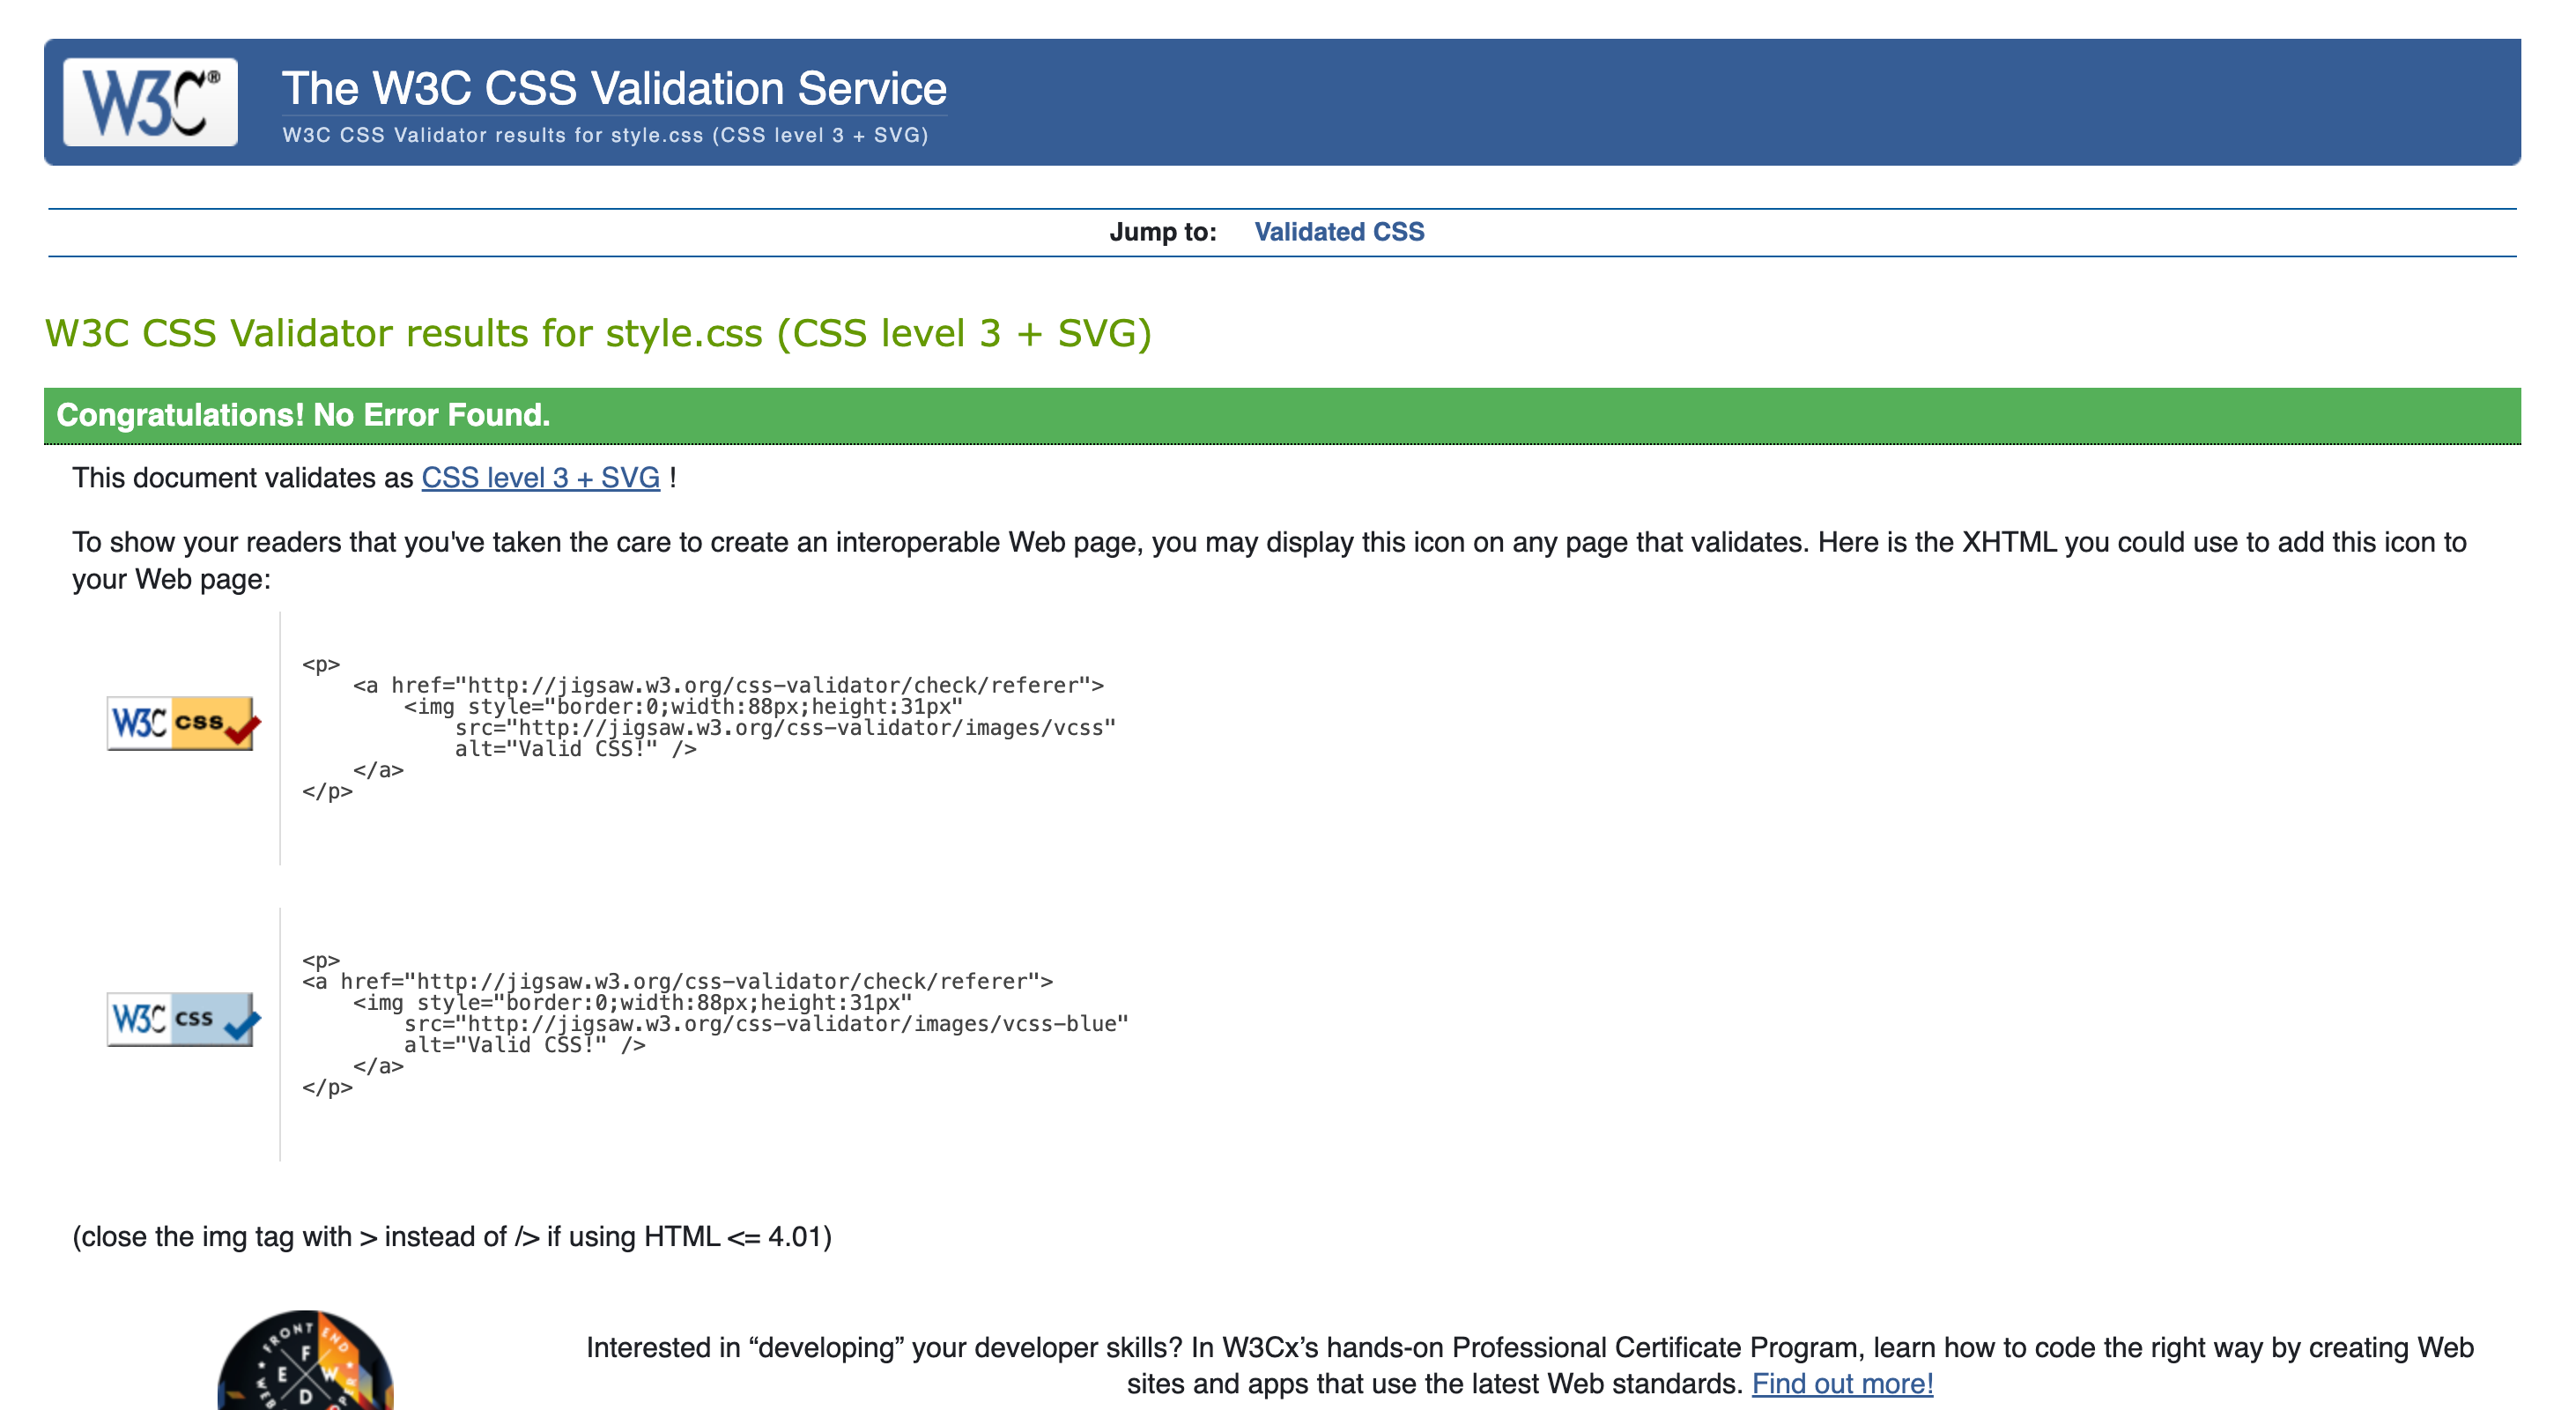 W3C®
The W3C CSS Validation Service
W3C CSS Validator results for style.css (CSS level 3 + SVG)
Jump to: Validated CSS
W3C CSS Validator results for style.css (CSS level 3 + SVG)
Congratulations! No Error Found.
This document validates as CSS level 3 + SVG !
To show your readers that you've taken the care to create an interoperable Web page, you may display this icon on any page that validates. Here is the XHTML you could use to add this icon to
your Web page:
W3C css
<p>
    <a href="http://jigsaw.w3.org/css-validator/check/referer">
        <img style="border:0;width:88px;height:31px"
            src="http://jigsaw.w3.org/css-validator/images/vcss"
            alt="Valid CSS!" />
    </a>
</p>
W3C css
<p>
<a href="http://jigsaw.w3.org/css-validator/check/referer">
    <img style="border:0;width:88px;height:31px"
        src="http://jigsaw.w3.org/css-validator/images/vcss-blue"
        alt="Valid CSS!" />
    </a>
</p>
(close the img tag with > instead of /> if using HTML <= 4.01)
FRONT END
F
E W
D
Interested in “developing” your developer skills? In W3Cx’s hands-on Professional Certificate Program, learn how to code the right way by creating Web
sites and apps that use the latest Web standards. Find out more!